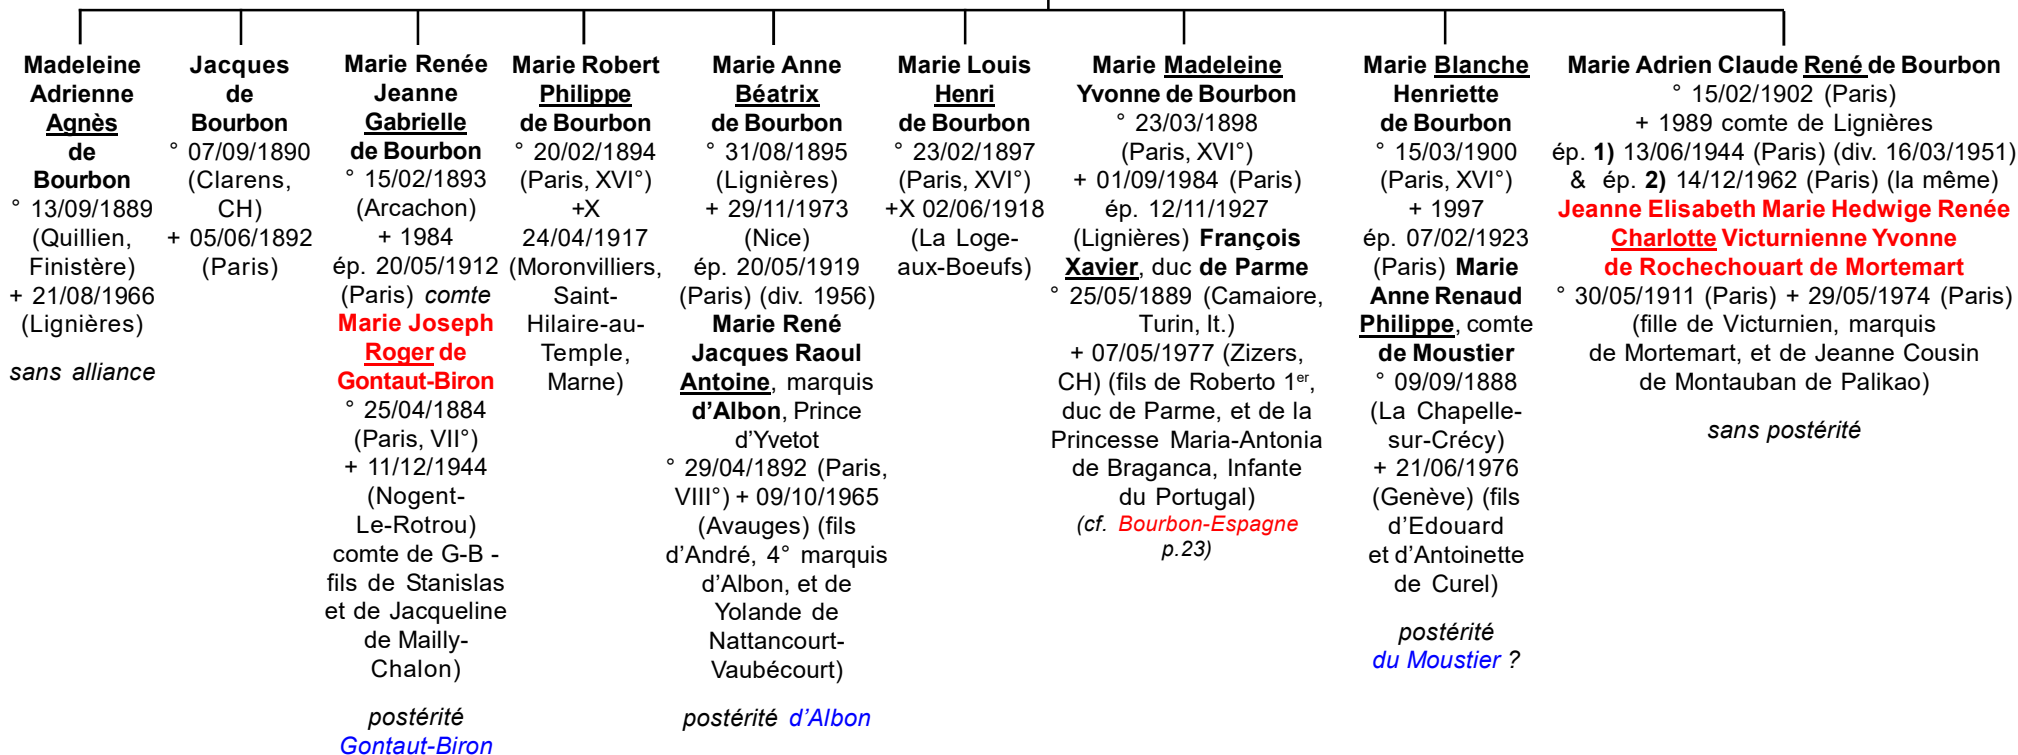 Madeleine
Adrienne
Agnès
de
Bourbon
° 13/09/1889
(Quillien,
Finistère)
+ 21/08/1966
(Lignières)
sans alliance
Jacques
de
Bourbon
° 07/09/1890
(Clarens,
CH)
+ 05/06/1892
(Paris)
Marie Renée
Jeanne
Gabrielle
de Bourbon
° 15/02/1893
(Arcachon)
+ 1984
ép. 20/05/1912
(Paris) comte
Marie Joseph
Roger de
Gontaut-Biron
° 25/04/1884
(Paris, VII°)
+ 11/12/1944
(Nogent-
Le-Rotrou)
comte de G-B -
fils de Stanislas
et de Jacqueline
de Mailly-
Chalon)
postérité
Gontaut-Biron
Marie Robert
Philippe
de Bourbon
° 20/02/1894
(Paris, XVI°)
+X
24/04/1917
(Moronvilliers,
Saint-
Hilaire-au-
Temple,
Marne)
Marie Anne
Béatrix
de Bourbon
° 31/08/1895
(Lignières)
+ 29/11/1973
(Nice)
ép. 20/05/1919
(Paris) (div. 1956)
Marie René
Jacques Raoul
Antoine, marquis
d’Albon, Prince
d’Yvetot
° 29/04/1892 (Paris,
VIII°) + 09/10/1965
(Avauges) (fils
d’André, 4° marquis
d’Albon, et de
Yolande de
Nattancourt-
Vaubécourt)
postérité d’Albon
Marie Louis
Henri
de Bourbon
° 23/02/1897
(Paris, XVI°)
+X 02/06/1918
(La Loge-
aux-Boeufs)
Marie Madeleine
Yvonne de Bourbon
° 23/03/1898
(Paris, XVI°)
+ 01/09/1984 (Paris)
ép. 12/11/1927
(Lignières) François
Xavier, duc de Parme
° 25/05/1889 (Camaiore,
Turin, It.)
+ 07/05/1977 (Zizers,
CH) (fils de Roberto 1er,
duc de Parme, et de la
Princesse Maria-Antonia
de Braganca, Infante
du Portugal)
(cf. Bourbon-Espagne
p.23)
Marie Blanche
Henriette
de Bourbon
° 15/03/1900
(Paris, XVI°)
+ 1997
ép. 07/02/1923
(Paris) Marie
Anne Renaud
Philippe, comte
de Moustier
° 09/09/1888
(La Chapelle-
sur-Crécy)
+ 21/06/1976
(Genève) (fils
d’Edouard
et d’Antoinette
de Curel)
postérité
du Moustier ?
Marie Adrien Claude René de Bourbon
° 15/02/1902 (Paris)
+ 1989 comte de Lignières
ép. 1) 13/06/1944 (Paris) (div. 16/03/1951)
& ép. 2) 14/12/1962 (Paris) (la même)
Jeanne Elisabeth Marie Hedwige Renée
Charlotte Victurnienne Yvonne
de Rochechouart de Mortemart
° 30/05/1911 (Paris) + 29/05/1974 (Paris)
(fille de Victurnien, marquis
de Mortemart, et de Jeanne Cousin
de Montauban de Palikao)
sans postérité